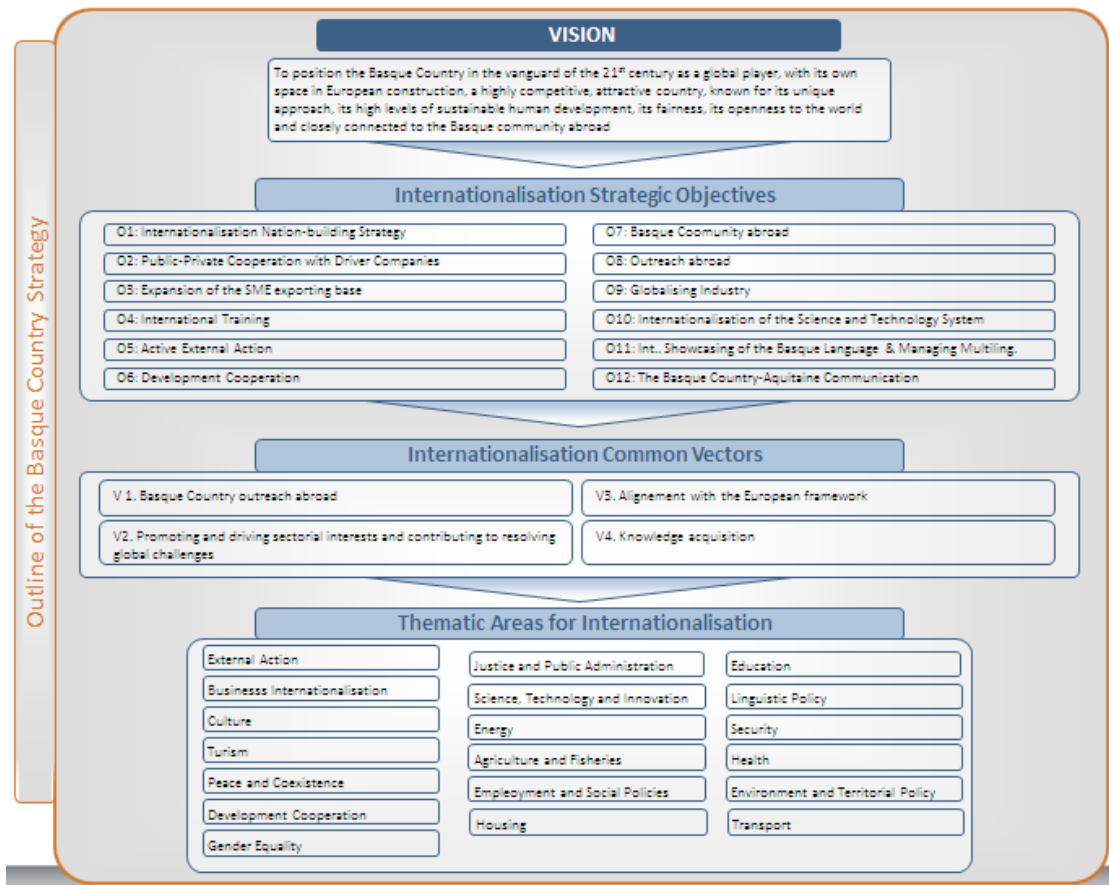 Outline of the Basque Country Strategy
VISION
To position the Basque Country in the vanguard of the 21st century as a global player, with its own
space in European construction, a highly competitive, attractive country, known for its unique
approach, its high levels of sustainable human development, its fairness, its openness to the world
and closely connected to the Basque community abroad
Internationalisation Strategic Objectives
O1: Internationalisation Nation-building Strategy
O2: Public-Private Cooperation with Driver Companies
O3: Expansion of the SME exporting base
O4: International Training
O5: Active External Action
O6: Development Cooperation
O7: Basque Coomunity abroad
O8: Outreach abroad
O9: Globalising Industry
O10: Internationalisation of the Science and Technology System
O11: Int.. Showcasing of the Basque Language & Managing Multiling.
O12: The Basque Country-Aquitaine Communication
Internationalisation Common Vectors
V 1. Basque Country outreach abroad
V2. Promoting and driving sectorial interests and contributing to resolving
global challenges
V3. Alignement with the European framework
V4. Knowledge acquisition
Thematic Areas for Internationalisation
External Action
Businesss Internationalisation
Culture
Turism
Peace and Coexistence
Development Cooperation
Gender Equality
Justice and Public Administration
Science, Technology and Innovation
Energy
Agriculture and Fisheries
Empleoyment and Social Policies
Housing
Education
Linguistic Policy
Security
Health
Environment and Territorial Policy
Transport